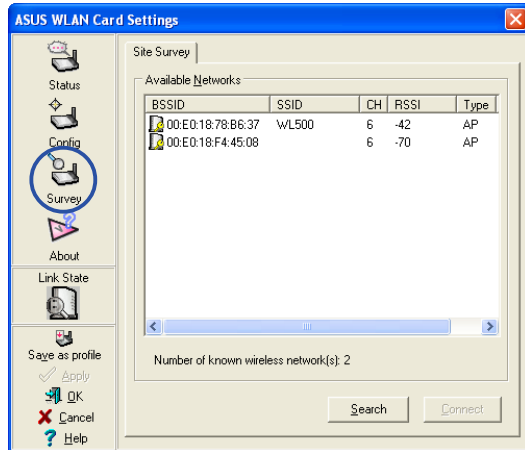 ASUS WLAN Card Settings
Status
Config
Survey
About
Link State
Save as profile
Apply
OK
Cancel
Help
Site Survey
Available Networks
BSSID SSID CH RSSI Type
00:E0:18:78:B6:37 WL500 6 -42 AP
00:E0:18:F4:45:08 6 -70 AP
Number of known wireless network(s): 2
Search Connect